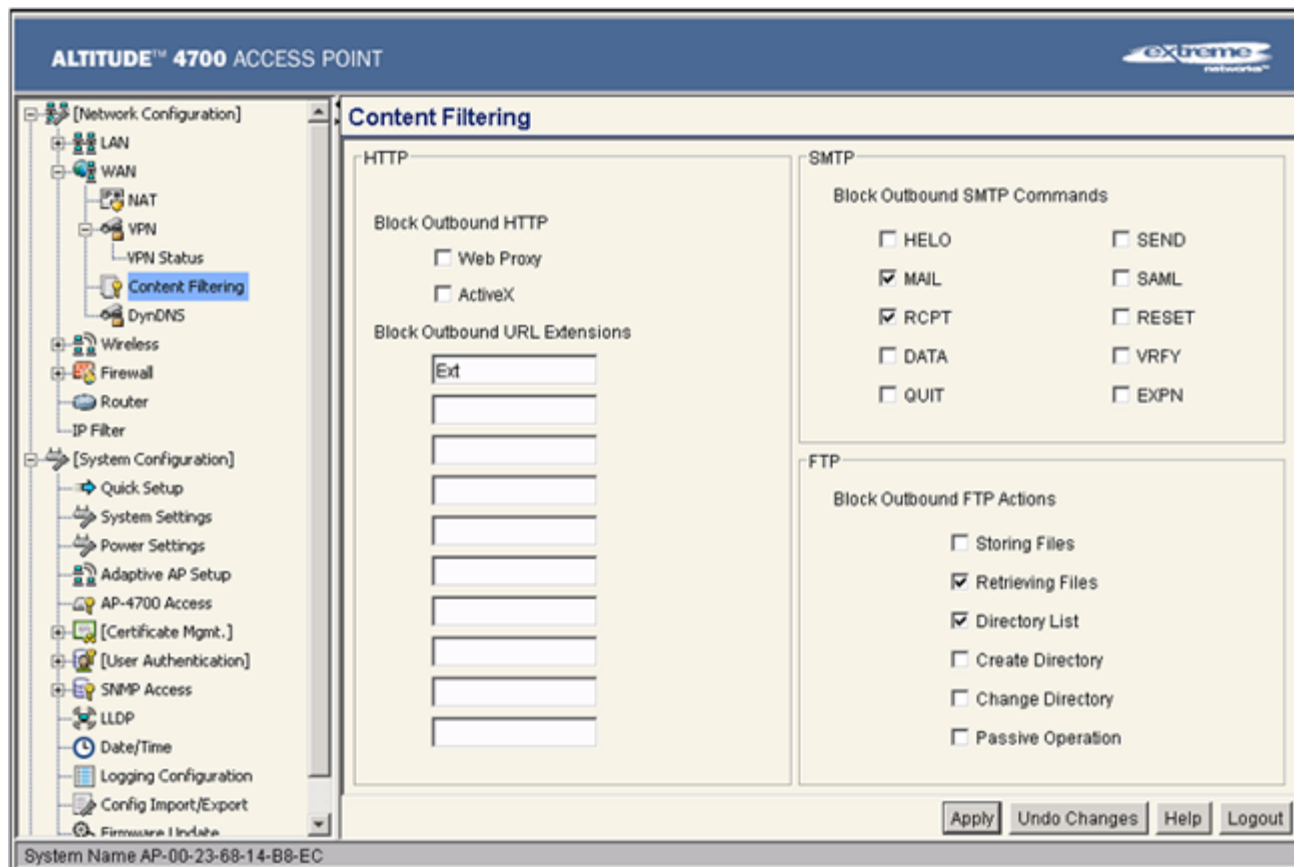 ALTITUDE™ 4700 ACCESS POINT
extreme
networks™
[Network Configuration]
LAN
WAN
NAT
VPN
VPN Status
Content Filtering
DynDNS
Wireless
Firewall
Router
IP Filter
[System Configuration]
Quick Setup
System Settings
Power Settings
Adaptive AP Setup
AP-4700 Access
[Certificate Mgmt.]
[User Authentication]
SNMP Access
LLDP
Date/Time
Logging Configuration
Config Import/Export
Firmware Update
Content Filtering
HTTP
Block Outbound HTTP
Web Proxy
ActiveX
Block Outbound URL Extensions
Ext
SMTP
Block Outbound SMTP Commands
HELO SEND
MAIL SAML
RCPT RESET
DATA VRFY
QUIT EXPN
FTP
Block Outbound FTP Actions
Storing Files
Retrieving Files
Directory List
Create Directory
Change Directory
Passive Operation
Apply Undo Changes Help Logout
System Name AP-00-23-68-14-B8-EC